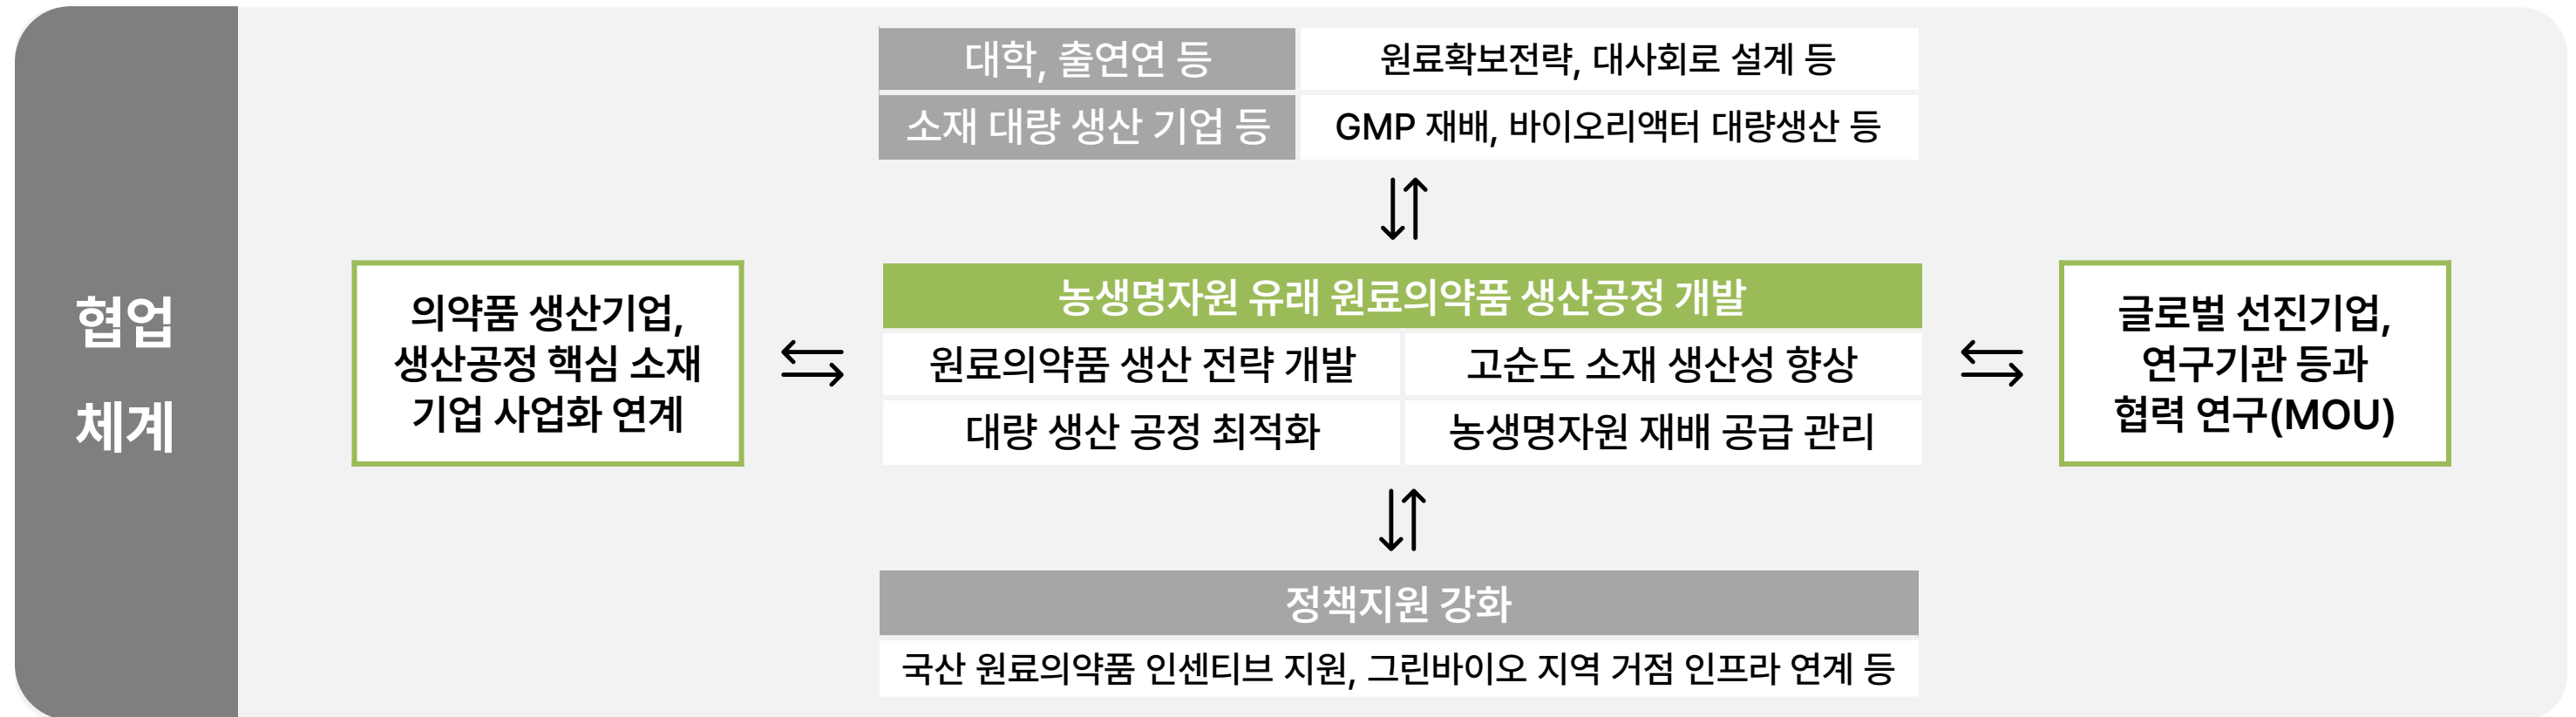 협업
체계
대학, 출연연 등
원료확보전략, 대사회로 설계 등
소재 대량 생산 기업 등
GMP 재배, 바이오리액터 대량생산 등
의약품 생산기업,
생산공정 핵심 소재
기업 사업화 연계
농생명자원 유래 원료의약품 생산공정 개발
원료의약품 생산 전략 개발
고순도 소재 생산성 향상
대량 생산 공정 최적화
농생명자원 재배 공급 관리
글로벌 선진기업,
연구기관 등과
협력 연구(MOU)
정책지원 강화
국산 원료의약품 인센티브 지원, 그린바이오 지역 거점 인프라 연계 등